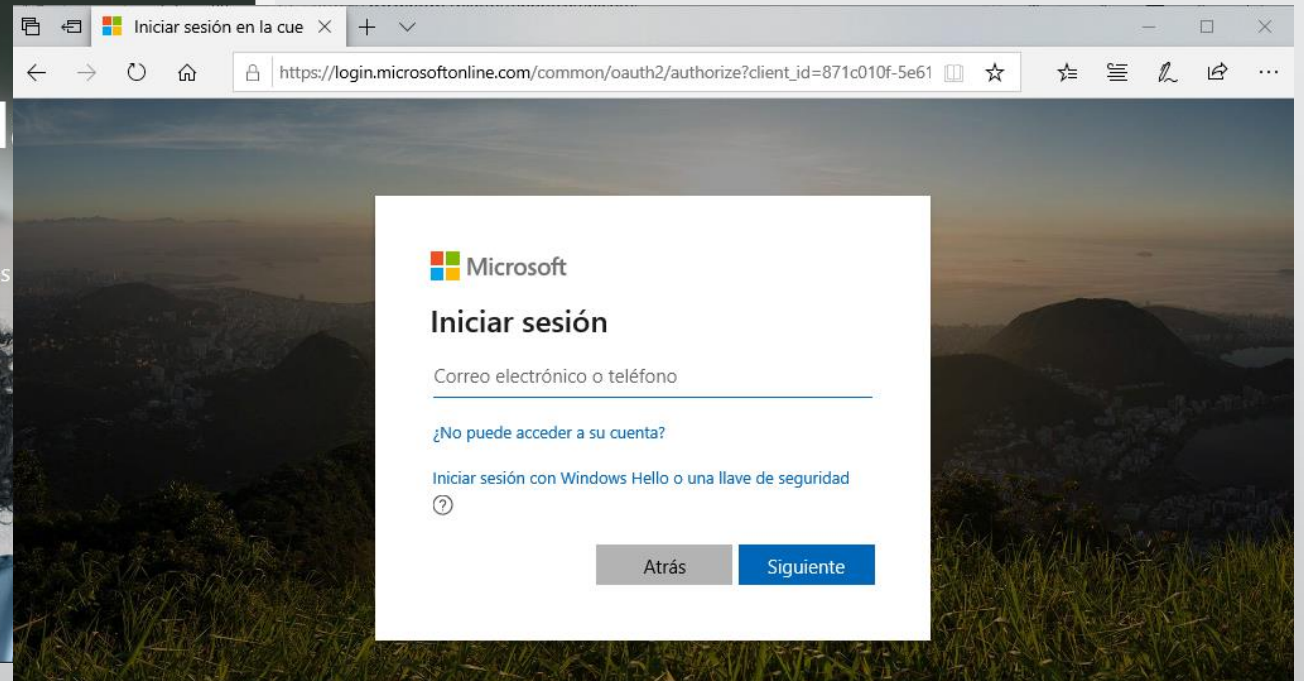 Iniciar sesión en la cue
https://login.microsoftonline.com/common/oauth2/authorize?client_id=871c010f-5e61
Microsoft
Iniciar sesión
Correo electrónico o teléfono
¿No puede acceder a su cuenta?
Iniciar sesión con Windows Hello o una llave de seguridad
Atrás Siguiente